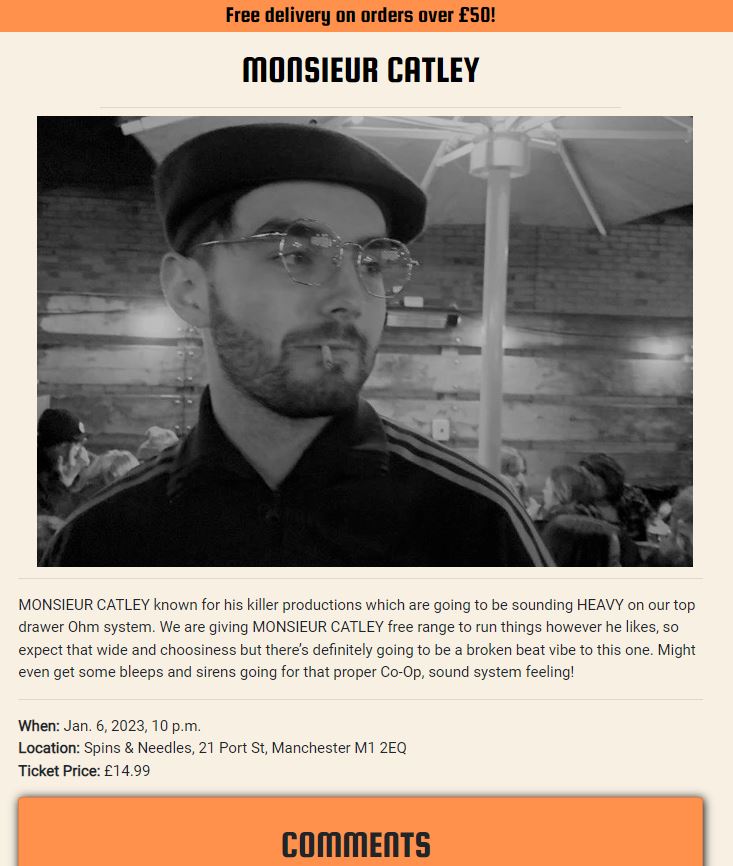 Free delivery on orders over £50!
MONSIEUR CATLEY
MONSIEUR CATLEY known for his killer productions which are going to be sounding HEAVY on our top
drawer Ohm system. We are giving MONSIEUR CATLEY free range to run things however he likes, so
expect that wide and choosiness but there's definitely going to be a broken beat vibe to this one. Might
even get some bleeps and sirens going for that proper Co-Op, sound system feeling!
When: Jan. 6, 2023, 10 p.m.
Location: Spins & Needles, 21 Port St, Manchester M1 2EQ
Ticket Price: £14.99
COMMENTS